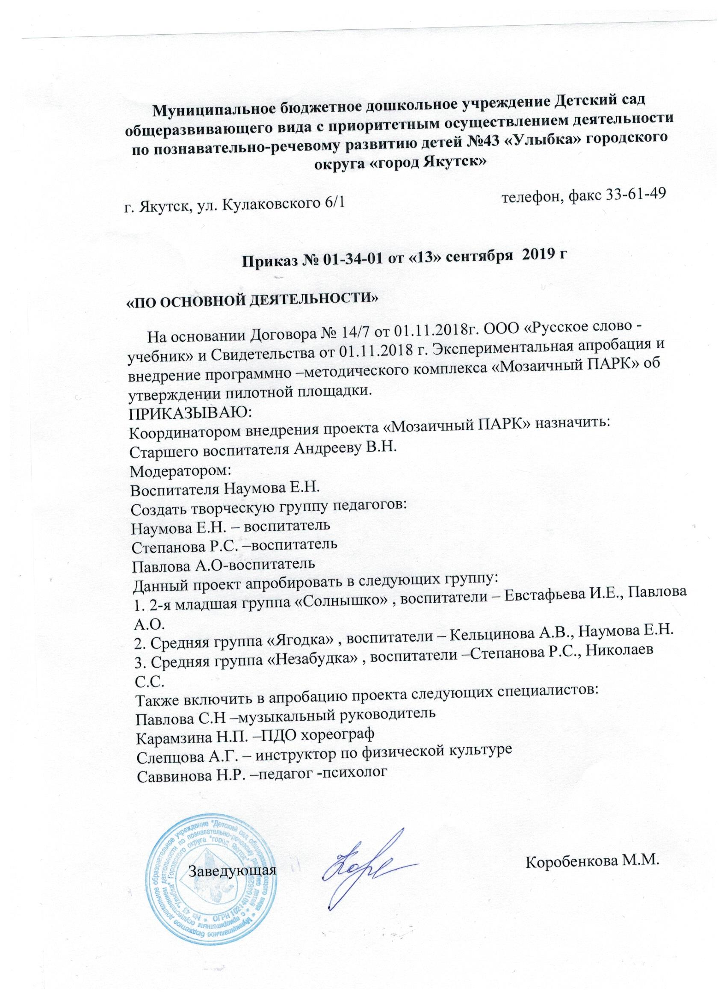 Муниципальное бюджетное дошкольное учреждение Детский сад
общеразвивающего вида с приоритетным осуществлением деятельности
по познавательно-речевому развитию детей №43 «Улыбка» городского
округа «город Якутск»
г. Якутск, ул. Кулаковского 6/1 телефон, факс 33-61-49
Приказ № 01-34-01 от «13» сентября 2019 г
«ПО ОСНОВНОЙ ДЕЯТЕЛЬНОСТИ»
На основании Договора № 14/7 от 01.11.2018г. ООО «Русское слово -
учебник» и Свидетельства от 01.11.2018 г. Экспериментальная апробация и
внедрение программно –методического комплекса «Мозаичный ПАРК» об
утверждении пилотной площадки.
ПРИКАЗЫВАЮ:
Координатором внедрения проекта «Мозаичный ПАРК» назначить:
Старшего воспитателя Андрееву В.Н.
Модератором:
Воспитателя Наумова Е.Н.
Создать творческую группу педагогов:
Наумова Е.Н. – воспитатель
Степанова Р.С. –воспитатель
Павлова А.О-воспитатель
Данный проект апробировать в следующих группу:
1. 2-я младшая группа «Солнышко» , воспитатели – Евстафьева И.Е., Павлова
А.О.
2. Средняя группа «Ягодка» , воспитатели – Кельцинова А.В., Наумова Е.Н.
3. Средняя группа «Незабудка» , воспитатели –Степанова Р.С., Николаев
С.С.
Также включить в апробацию проекта следующих специалистов:
Павлова С.Н –музыкальный руководитель
Карамзина Н.П. –ПДО хореограф
Слепцова А.Г. – инструктор по физической культуре
Саввинова Н.Р. –педагог -психолог
Заведующая Коробенкова М.М.
* Муниципальное бюджетное дошкольное образовательное учреждение "Детский сад общеразвивающего вида
* с приоритетным осуществлением деятельности по познавательно-речевому развитию детей
* № 43 "Улыбка" Городского округа "город Якутск"